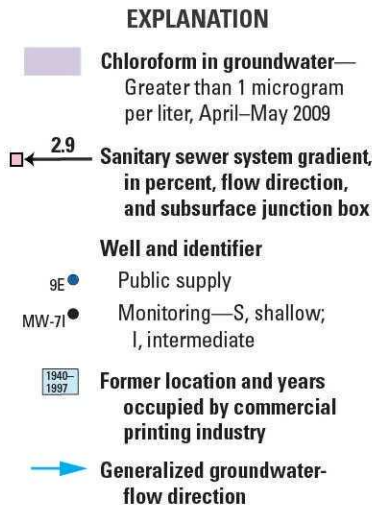 EXPLANATION
Chloroform in groundwater—
Greater than 1 microgram
per liter, April–May 2009
2.9
Sanitary sewer system gradient,
in percent, flow direction,
and subsurface junction box
Well and identifier
9E Public supply
MW-7I Monitoring—S, shallow;
I, intermediate
1940–
1997
Former location and years
occupied by commercial
printing industry
Generalized groundwater-
flow direction